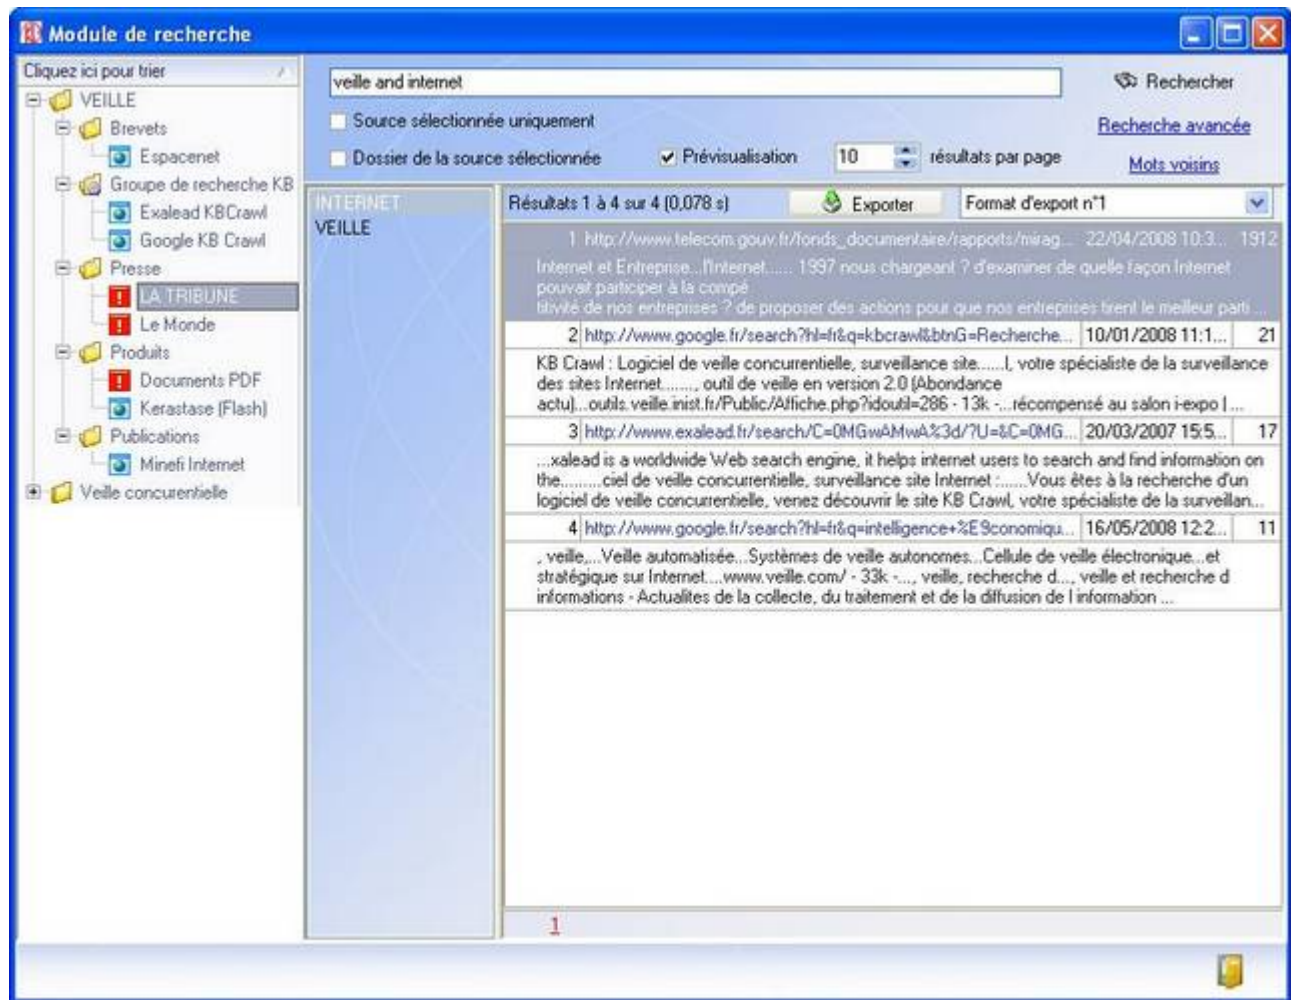 Module de recherche
Cliquez ici pour trier
VEILLE
Brevets
Espacenet
Groupe de recherche KB
Exalead KBCrawl
Google KB Crawl
Presse
LA TRIBUNE
Le Monde
Produits
Documents PDF
Kerastase (Flash)
Publications
Minefi Internet
Veille concurentielle
veille and internet
Rechercher
Source sélectionnée uniquement
Recherche avancée
Dossier de la source sélectionnée
Prévisualisation
10 résultats par page
Mots voisins
INTERNET
VEILLE
Résultats 1 à 4 sur 4 (0,078 s)
Exporter
Format d'export n°1
1 http://www.telecom.gouv.fr/fonds_documentaire/rapports/mirag... 22/04/2008 10:3... 1912
Internet et Entreprise...l'Internet...... 1997 nous chargeant ? d'examiner de quelle façon Internet
pouvait participer à la compé
titivité de nos entreprises ? de proposer des actions pour que nos entreprises tirent le meilleur parti ...
2 http://www.google.fr/search?hl=fr&q=kbcrawl&btnG=Recherche... 10/01/2008 11:1... 21
KB Crawl : Logiciel de veille concurrentielle, surveillance site......l, votre spécialiste de la surveillance
des sites Internet........, outil de veille en version 2.0 (Abondance
actu)...outils.veille.inist.fr/Public/Affiche.php?idoutil=286 - 13k -...récompensé au salon i-expo | ...
3 http://www.exalead.fr/search/C=0MGwAMwA%3d/?U=&C=0MG... 20/03/2007 15:5... 17
...xalead is a worldwide Web search engine, it helps internet users to search and find information on
the.........ciel de veille concurrentielle, surveillance site Internet :......Vous êtes à la recherche d'un
logiciel de veille concurrentielle, venez découvrir le site KB Crawl, votre spécialiste de la surveillan...
4 http://www.google.fr/search?hl=fr&q=intelligence+%E9conomiqu... 16/05/2008 12:2... 11
, veille,...Veille automatisée...Systèmes de veille autonomes...Cellule de veille électronique...et
stratégique sur Internet....www.veille.com/ - 33k -..., veille, recherche d..., veille et recherche d
informations - Actualites de la collecte, du traitement et de la diffusion de l information ...
1